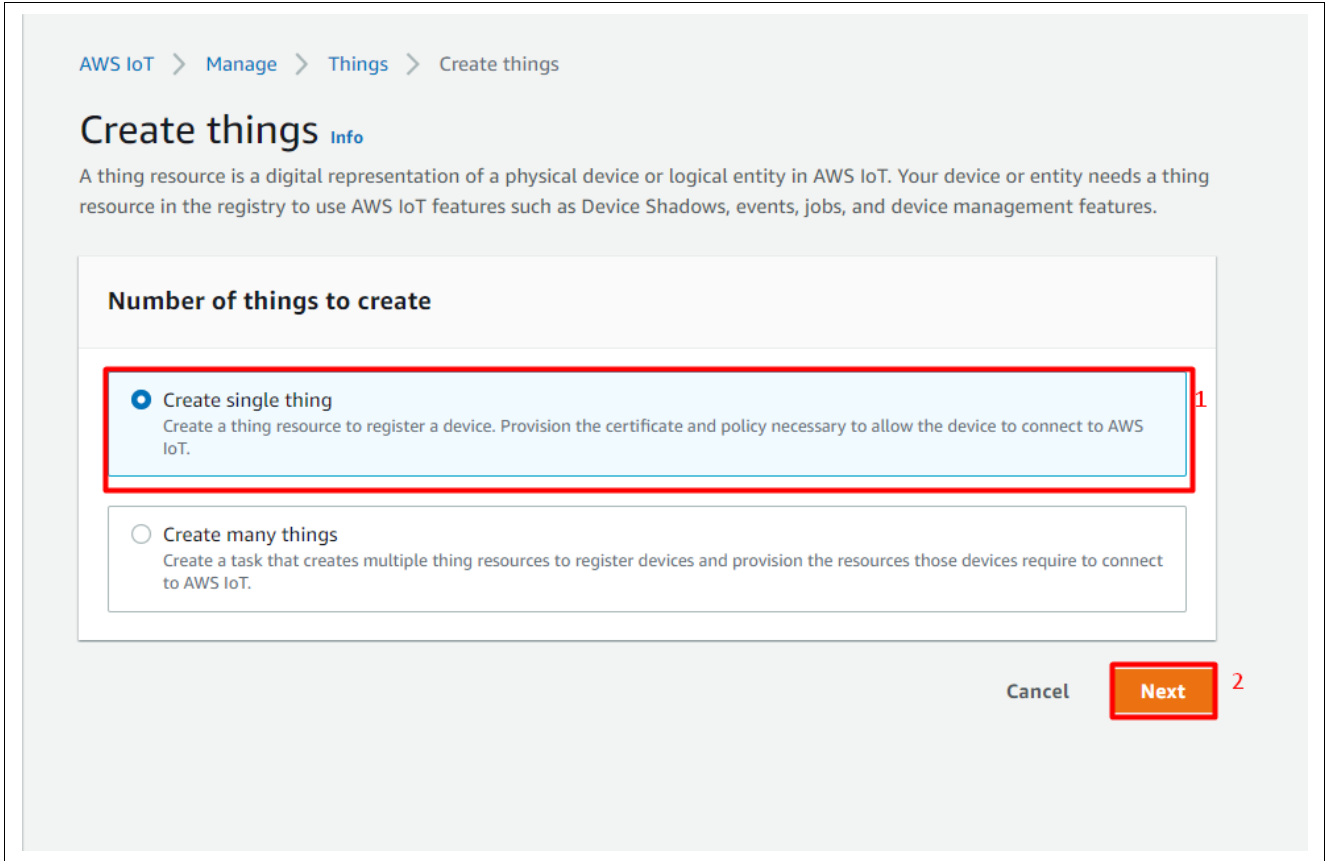 AWS IoT > Manage > Things > Create things
Create things Info
A thing resource is a digital representation of a physical device or logical entity in AWS IoT. Your device or entity needs a thing
resource in the registry to use AWS IoT features such as Device Shadows, events, jobs, and device management features.
Number of things to create
Create single thing
1
Create a thing resource to register a device. Provision the certificate and policy necessary to allow the device to connect to AWS
IoT.
Create many things
Create a task that creates multiple thing resources to register devices and provision the resources those devices require to connect
to AWS IoT.
Cancel Next 2